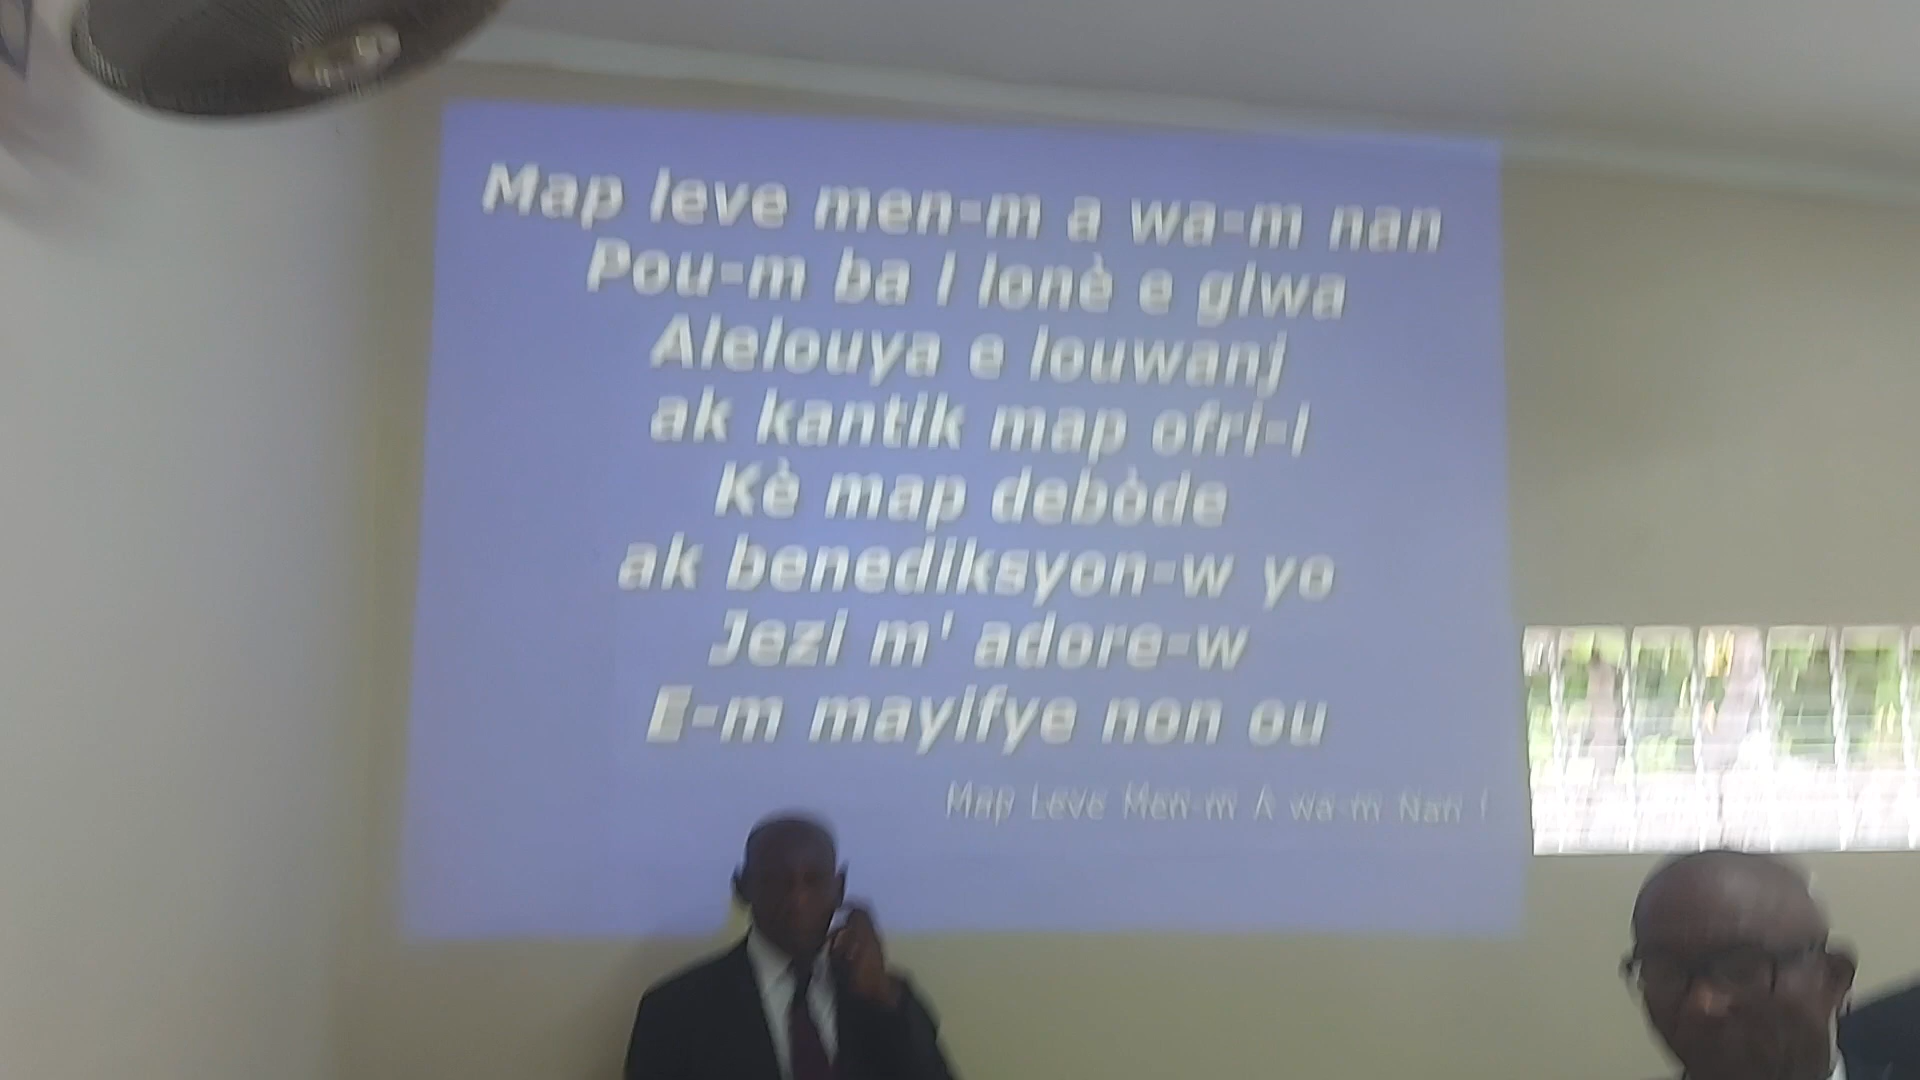 Map leve men-m a wa-m nan
Pou-m ba l lonè e glwa
Alelouya e louwanj
ak kantik map ofri-l
Kè map debòde
ak benediksyon-w yo
Jezi m' adore-w
E-m mayifye non ou
Map Leve Men-m A wa-m Nan !